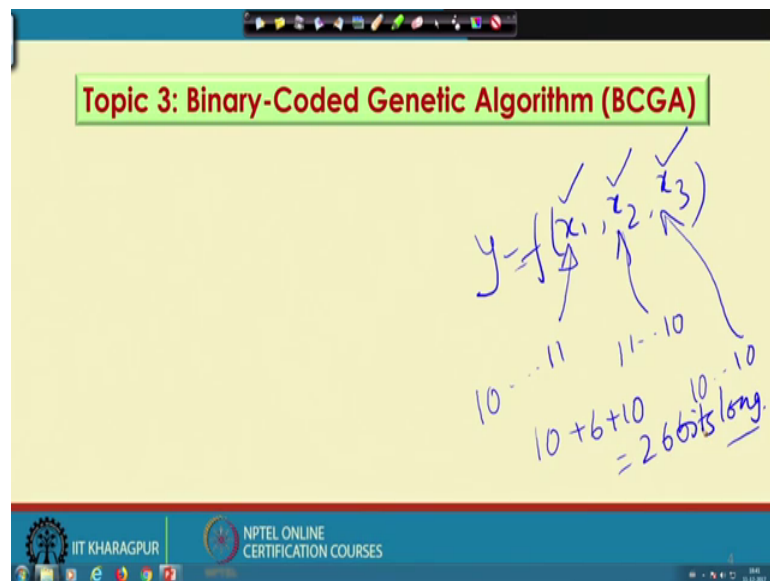 Topic 3: Binary-Coded Genetic Algorithm (BCGA)
y = f(x1, x2, x3)
10...11 11...10 10...10
10+6+10
= 26 bits long.
IIT KHARAGPUR
NPTEL ONLINE
CERTIFICATION COURSES
4